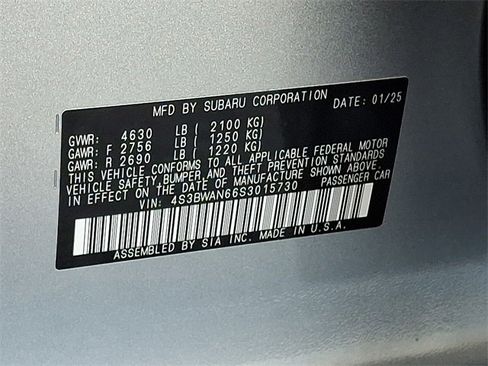 MFD BY SUBARU CORPORATION DATE: 01/25
GVWR: 4630 LB ( 2100 KG)
GAWR: F 2756 LB ( 1250 KG)
GAWR: R 2690 LB ( 1220 KG)
THIS VEHICLE CONFORMS TO ALL APPLICABLE FEDERAL MOTOR
VEHICLE SAFETY, BUMPER, AND THEFT PREVENTION STANDARDS
IN EFFECT ON THE DATE OF MANUFACTURE SHOWN ABOVE.
VIN: 4S3BWAN66S3015730 PASSENGER CAR
ASSEMBLED BY SIA INC. MADE IN U.S.A.